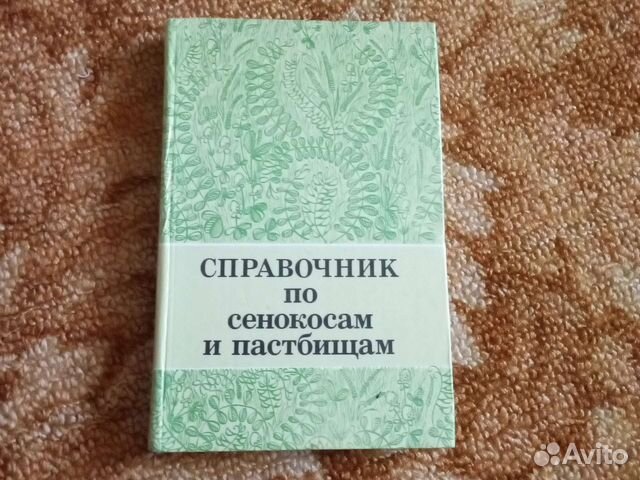 СПРАВОЧНИК
по
сенокосам
и пастбищам
Avito